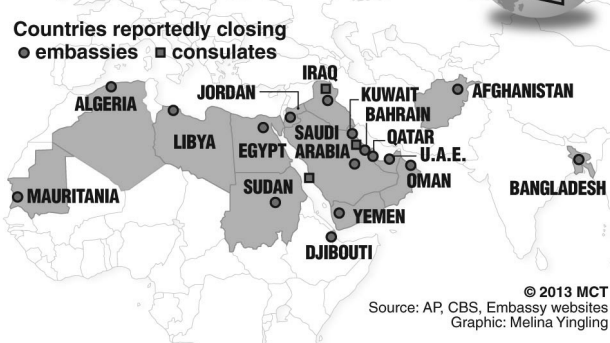 Countries reportedly closing
embassies consulates
IRAQ
JORDAN
KUWAIT
AFGHANISTAN
ALGERIA
BAHRAIN
LIBYA
EGYPT
SAUDI
ARABIA
QATAR
U.A.E.
OMAN
SUDAN
MAURITANIA
BANGLADESH
YEMEN
DJIBOUTI
© 2013 MCT
Source: AP, CBS, Embassy websites
Graphic: Melina Yingling